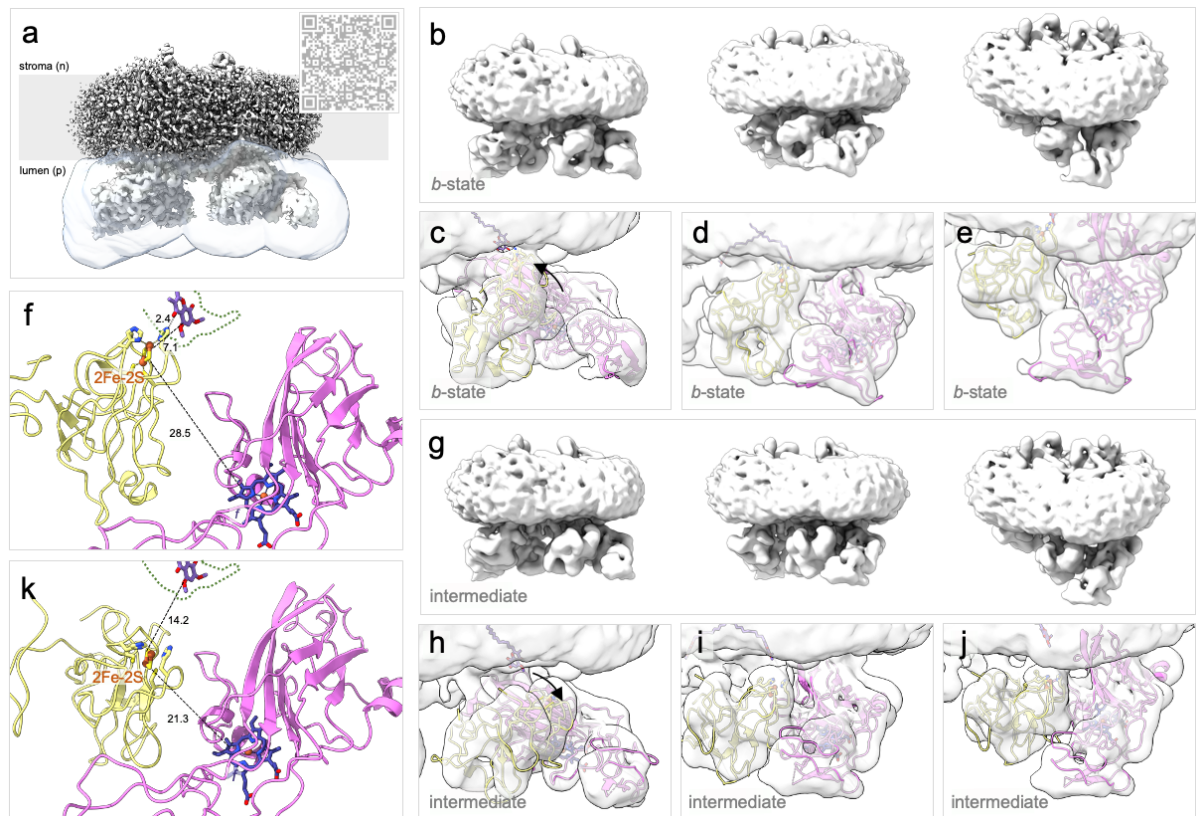 a
stroma (n)
lumen (p)
b
b-state
c
b-state
d
b-state
e
b-state
f
2.4
7.1
2Fe-2S
28.5
g
intermediate
k
14.2
2Fe-2S
21.3
h
intermediate
i
intermediate
j
intermediate